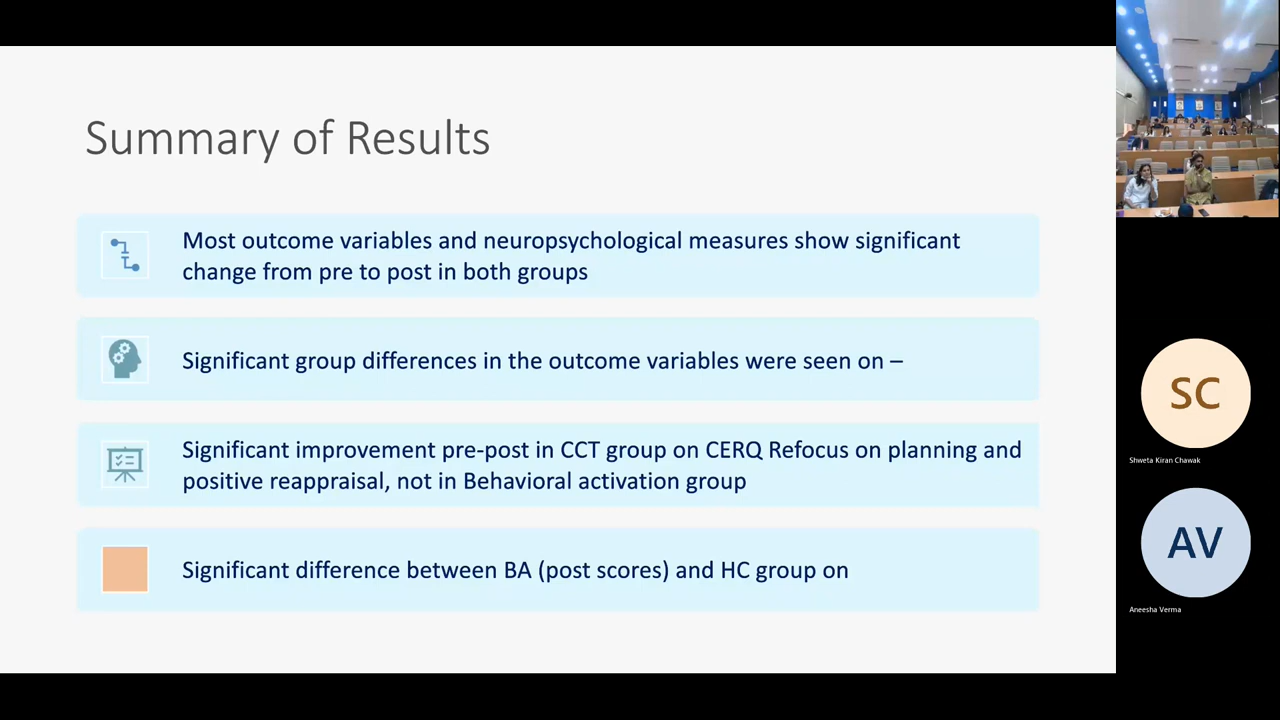 Summary of Results
Most outcome variables and neuropsychological measures show significant
change from pre to post in both groups
Significant group differences in the outcome variables were seen on –
Significant improvement pre-post in CCT group on CERQ Refocus on planning and
positive reappraisal, not in Behavioral activation group
Significant difference between BA (post scores) and HC group on
SC
Shweta Kiran Chawak
AV
Aneesha Verma